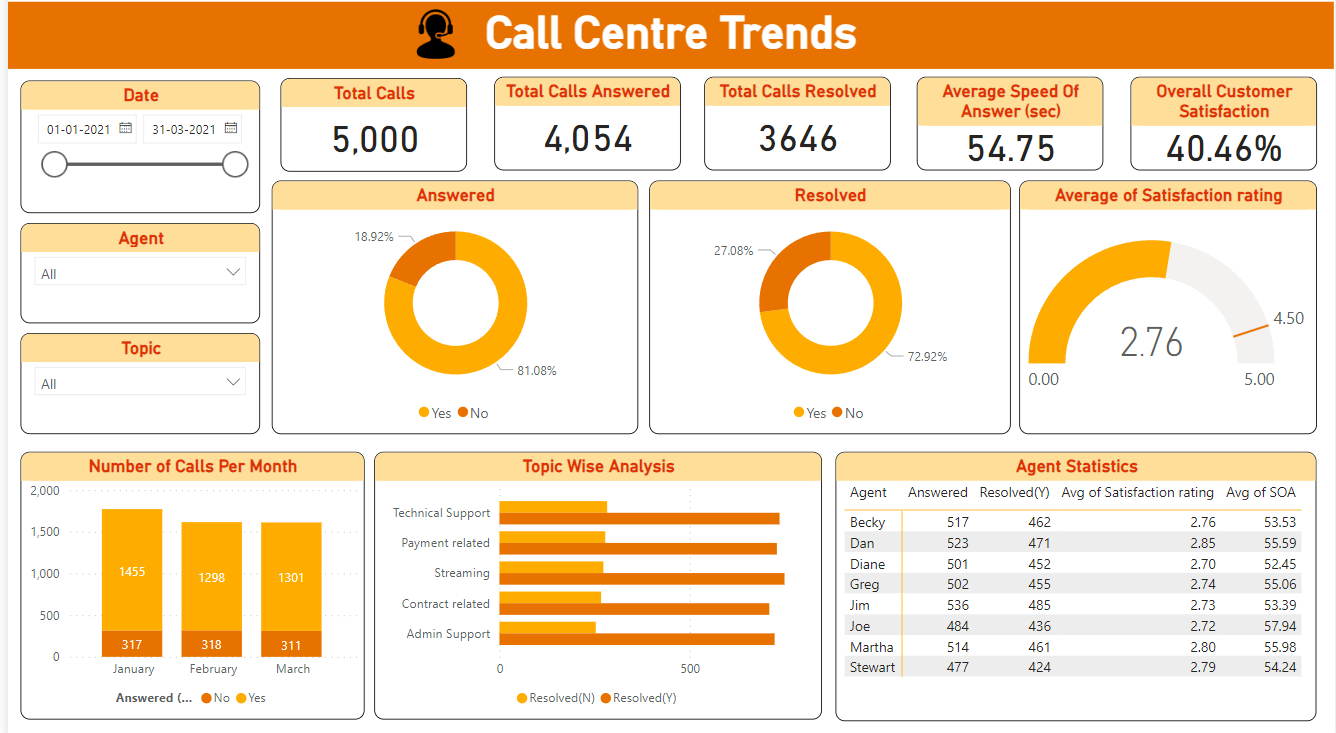 Call Centre Trends
Date
01-01-2021 31-03-2021
Agent
All
Topic
All
Total Calls
5,000
Total Calls Answered
4,054
Total Calls Resolved
3646
Average Speed Of
Answer (sec)
54.75
Overall Customer
Satisfaction
40.46%
Answered
18.92%
81.08%
Yes No
Resolved
27.08%
72.92%
Yes No
Average of Satisfaction rating
4.50
2.76
0.00 5.00
Number of Calls Per Month
2,000
1,500
1,000
500
0
1455 1298 1301
317 318 311
January February March
Answered (... No Yes
Topic Wise Analysis
Technical Support
Payment related
Streaming
Contract related
Admin Support
0 500
Resolved(N) Resolved(Y)
Agent Statistics
Agent Answered Resolved(Y) Avg of Satisfaction rating Avg of SOA
Becky 517 462 2.76 53.53
Dan 523 471 2.85 55.59
Diane 501 452 2.70 52.45
Greg 502 455 2.74 55.06
Jim 536 485 2.73 53.39
Joe 484 436 2.72 57.94
Martha 514 461 2.80 55.98
Stewart 477 424 2.79 54.24